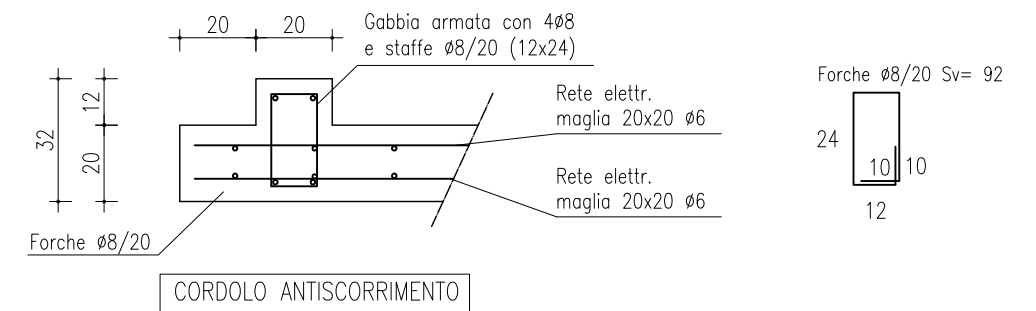 20
20
Gabbia armata con 4ø8
e staffe ø8/20 (12x24)
12
32
20
Rete elettr.
maglia 20x20 ø6
Rete elettr.
maglia 20x20 ø6
Forche ø8/20
CORDOLO ANTISCORRIMENTO
Forche ø8/20 Sv= 92
24
10
10
12